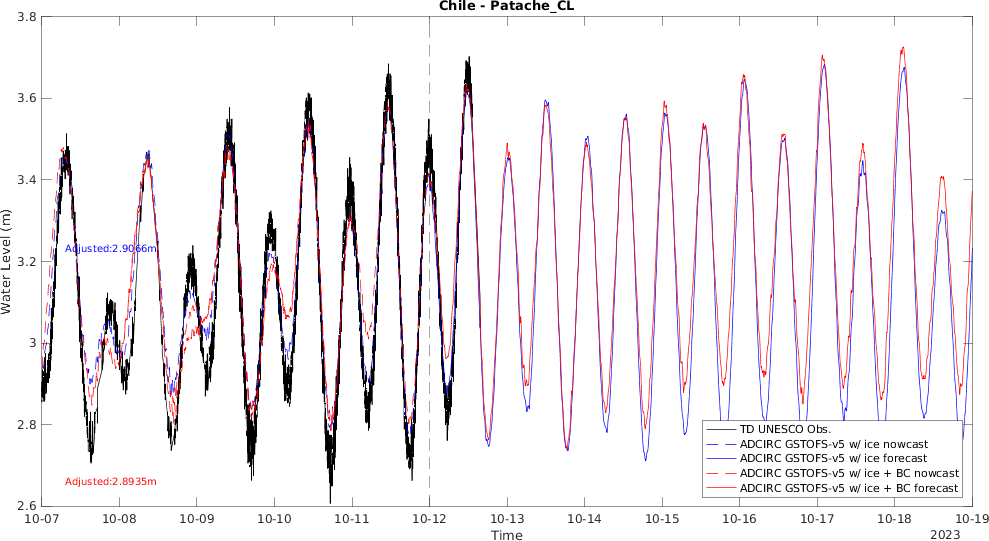 Chile - Patache_CL
3.8
3.6
3.4
3.2
3
2.8
2.6
Water Level (m)
Adjusted:2.9066m
Adjusted:2.8935m
TD UNESCO Obs.
ADCIRC GSTOFS-v5 w/ ice nowcast
ADCIRC GSTOFS-v5 w/ ice forecast
ADCIRC GSTOFS-v5 w/ ice + BC nowcast
ADCIRC GSTOFS-v5 w/ ice + BC forecast
10-07 10-08 10-09 10-10 10-11 10-12 10-13 10-14 10-15 10-16 10-17 10-18 10-19
Time
2023